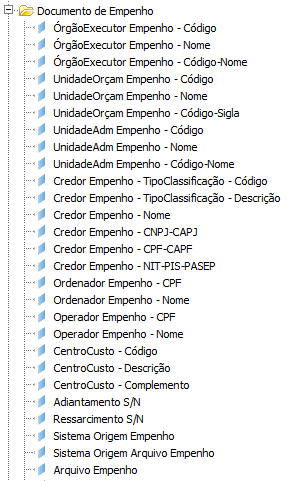 Documento de Empenho
ÓrgãoExecutor Empenho - Código
ÓrgãoExecutor Empenho - Nome
ÓrgãoExecutor Empenho - Código-Nome
UnidadeOrçam Empenho - Código
UnidadeOrçam Empenho - Nome
UnidadeOrçam Empenho - Código-Sigla
UnidadeAdm Empenho - Código
UnidadeAdm Empenho - Nome
UnidadeAdm Empenho - Código-Nome
Credor Empenho - TipoClassificação - Código
Credor Empenho - TipoClassificação - Descrição
Credor Empenho - Nome
Credor Empenho - CNPJ-CAPJ
Credor Empenho - CPF-CAPF
Credor Empenho - NIT-PIS-PASEP
Ordenador Empenho - CPF
Ordenador Empenho - Nome
Operador Empenho - CPF
Operador Empenho - Nome
CentroCusto - Código
CentroCusto - Descrição
CentroCusto - Complemento
Adiantamento S/N
Ressarcimento S/N
Sistema Origem Empenho
Sistema Origem Arquivo Empenho
Arquivo Empenho